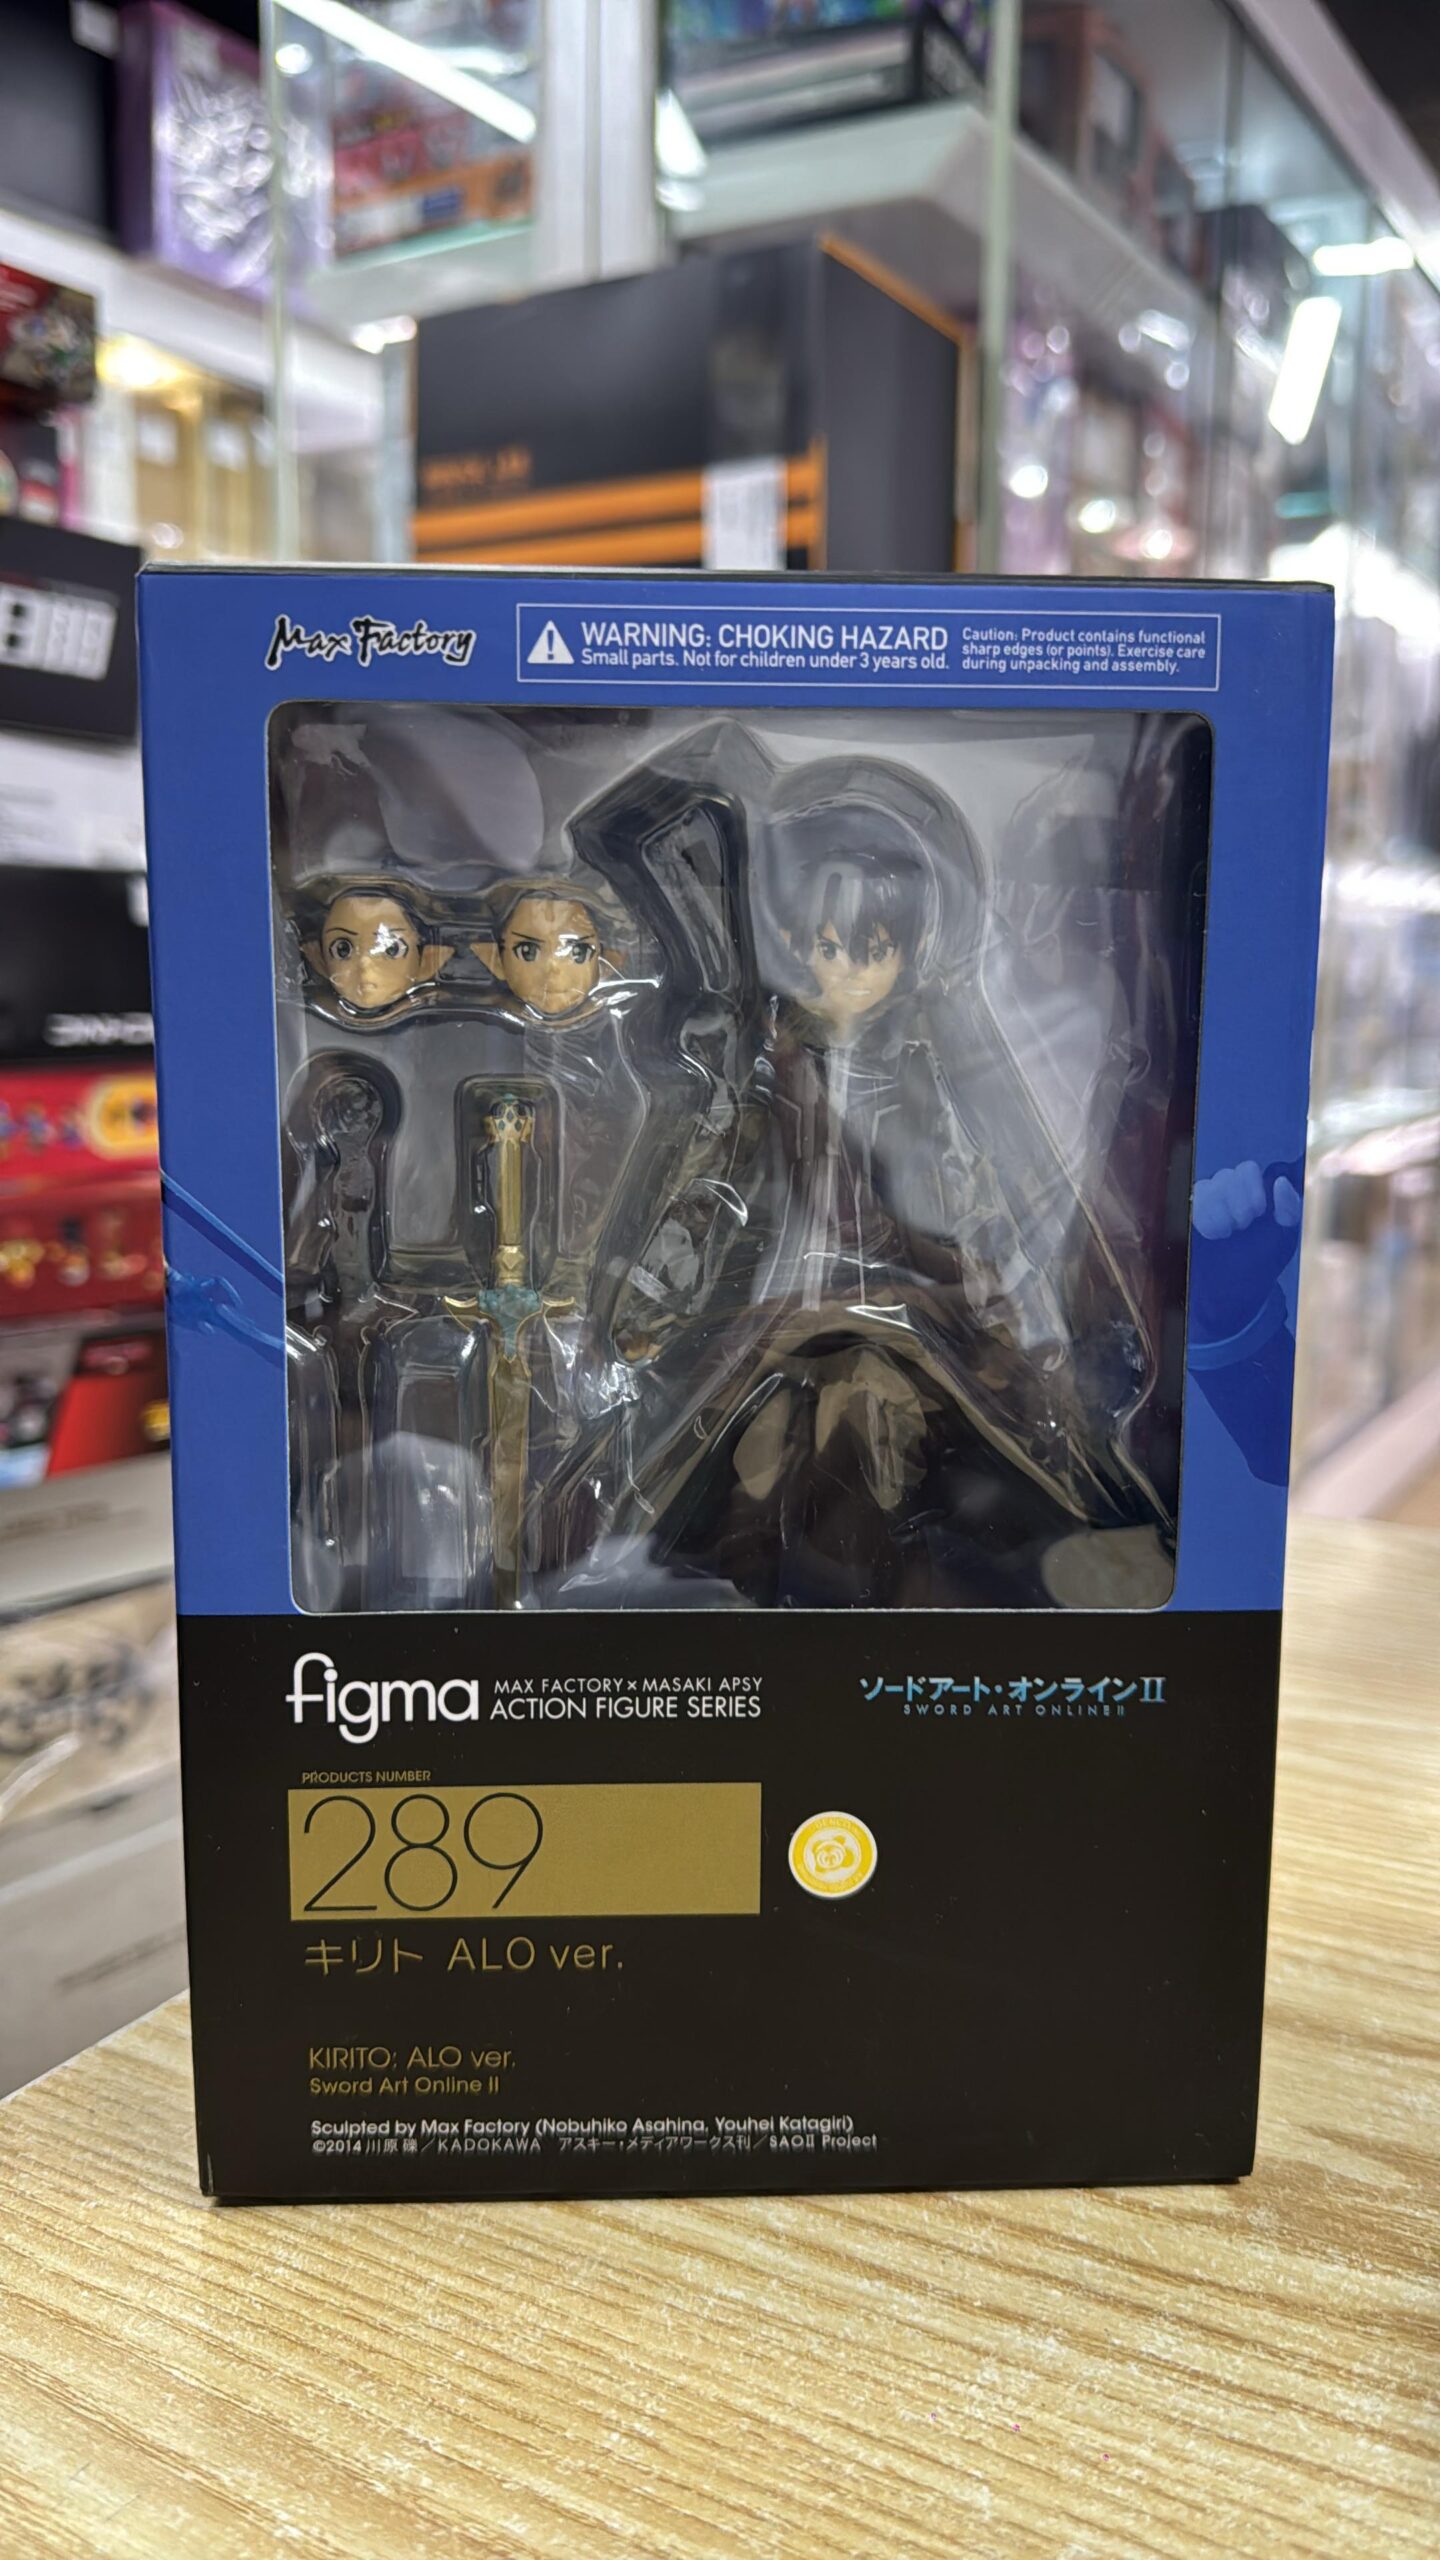 Max Factory
WARNING: CHOKING HAZARD
Small parts. Not for children under 3 years old.
Caution: Product contains functional
sharp edges (or points). Exercise care
during unpacking and assembly.
figma
MAX FACTORY × MASAKI APSY
ACTION FIGURE SERIES
ソードアート・オンラインII
SWORD ART ONLINE II
PRODUCTS NUMBER
289
キリト ALO ver.
KIRITO: ALO ver.
Sword Art Online II
Sculpted by Max Factory (Nobuhiko Asahina, Youhei Katagiri)
©2014 川原 礫／KADOKAWA アスキー・メディアワークス刊／SAOII Project